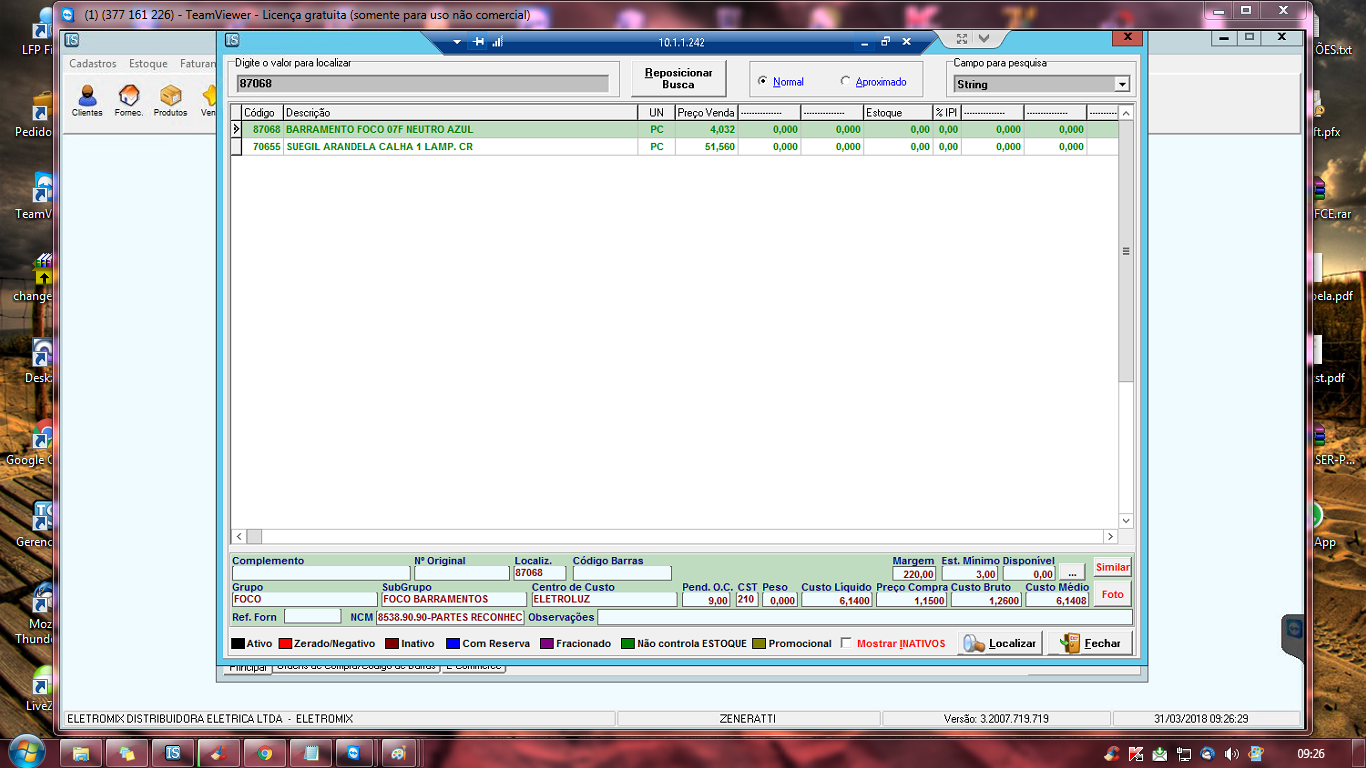 (1) (377 161 226) - TeamViewer - Licença gratuita (somente para uso não comercial)
LFP Fi
ÕES.txt
10.1.1.242
Cadastros Estoque Faturan
Digite o valor para localizar
87068
Reposicionar
Busca
Normal Aproximado
Campo para pesquisa
String
Clientes Fornec. Produtos Ven
Código Descrição UN Preço Venda --------------- --------------- Estoque % IPI --------------- ---------------
87068 BARRAMENTO FOCO 07F NEUTRO AZUL PC 4,032 0,000 0,000 0,00 0,00 0,000 0,000
70655 SUEGIL ARANDELA CALHA 1 LAMP. CR PC 51,560 0,000 0,000 0,00 0,00 0,000 0,000
Pedido
ft.pfx
TeamV
FCE.rar
change
pela.pdf
Desk
st.pdf
Google C
SER-P...
Gerenc
App
Moz
Thund
LiveZ
Complemento Nº Original Localiz. Código Barras Margem Est. Mínimo Disponível
87068 220,00 3,00 0,00 ... Similar
Grupo SubGrupo Centro de Custo Pend. O.C. CST Peso Custo Líquido Preço Compra Custo Bruto Custo Médio
FOCO FOCO BARRAMENTOS ELETROLUZ 9,00 210 0,000 6,1400 1,1500 1,2600 6,1408 Foto
Ref. Forn NCM 8538.90.90-PARTES RECONHEC Observações
Ativo Zerado/Negativo Inativo Com Reserva Fracionado Não controla ESTOQUE Promocional Mostrar INATIVOS Localizar Fechar
Principal Ordens de Compra/Código de Barras E-Commerce
ELETROMIX DISTRIBUIDORA ELETRICA LTDA - ELETROMIX ZENERATTI Versão: 3.2007.719.719 31/03/2018 09:26:29
09:26